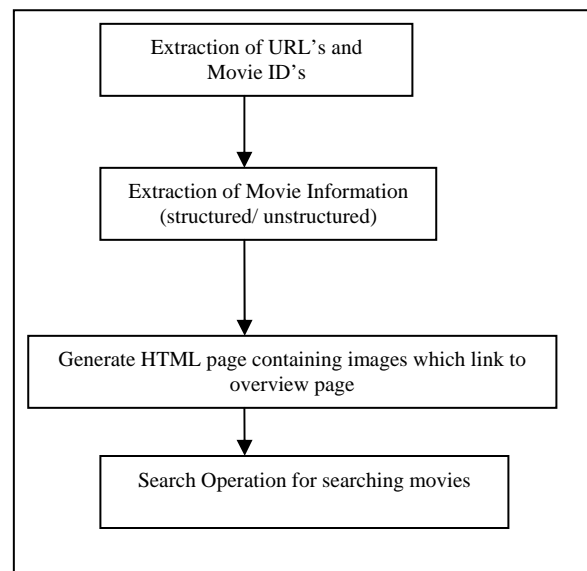 Extraction of URL's and
Movie ID's
Extraction of Movie Information
(structured/ unstructured)
Generate HTML page containing images which link to
overview page
Search Operation for searching movies